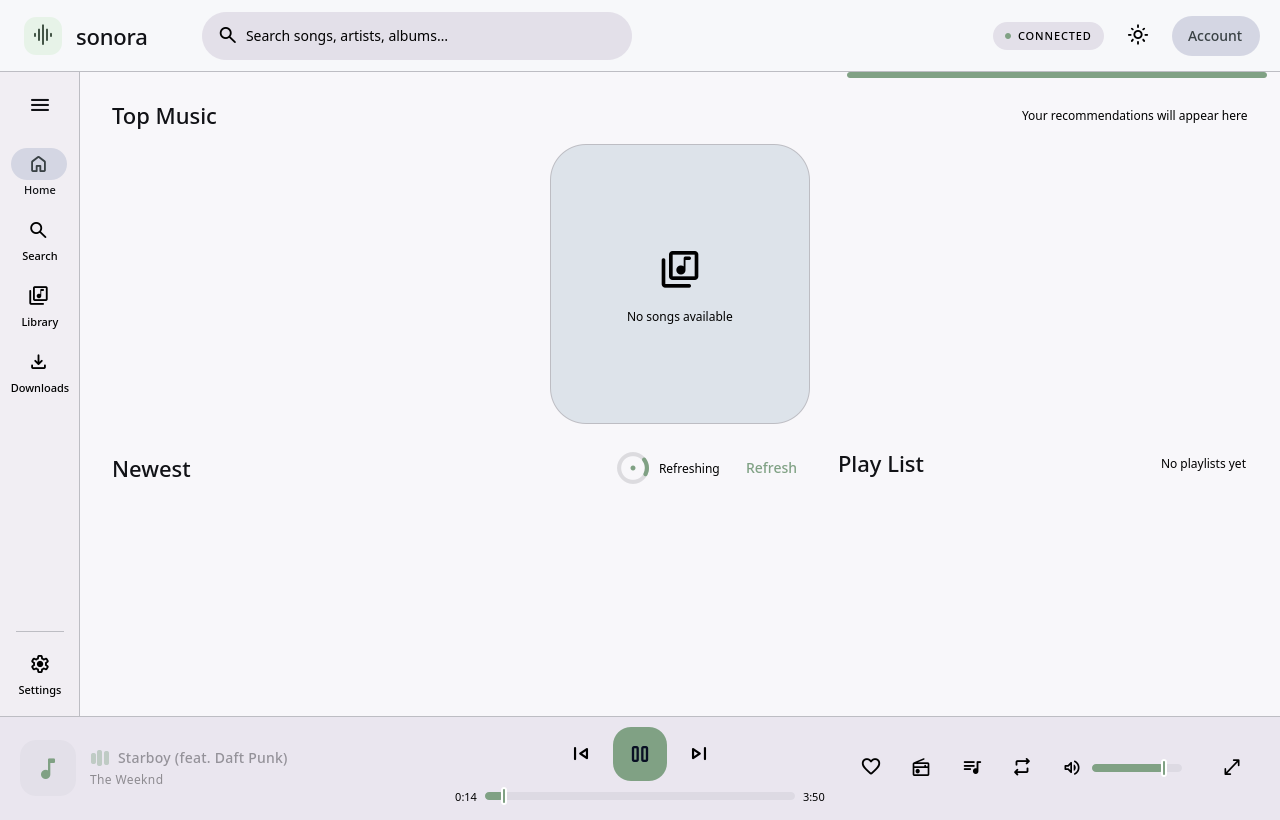 sonora
Search songs, artists, albums...
CONNECTED
Account
Top Music
Your recommendations will appear here
Home
Search
Library
Downloads
No songs available
Newest
Refreshing
Refresh
Play List
No playlists yet
Settings
Starboy (feat. Daft Punk)
The Weeknd
0:14
3:50